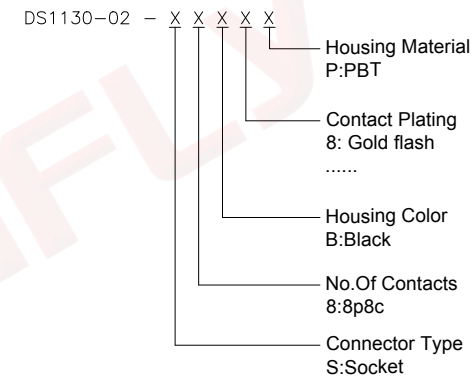 DS1130-02 - X X X X X
Housing Material
P:PBT
Contact Plating
8: Gold flash
......
Housing Color
B:Black
No.Of Contacts
8:8p8c
Connector Type
S:Socket